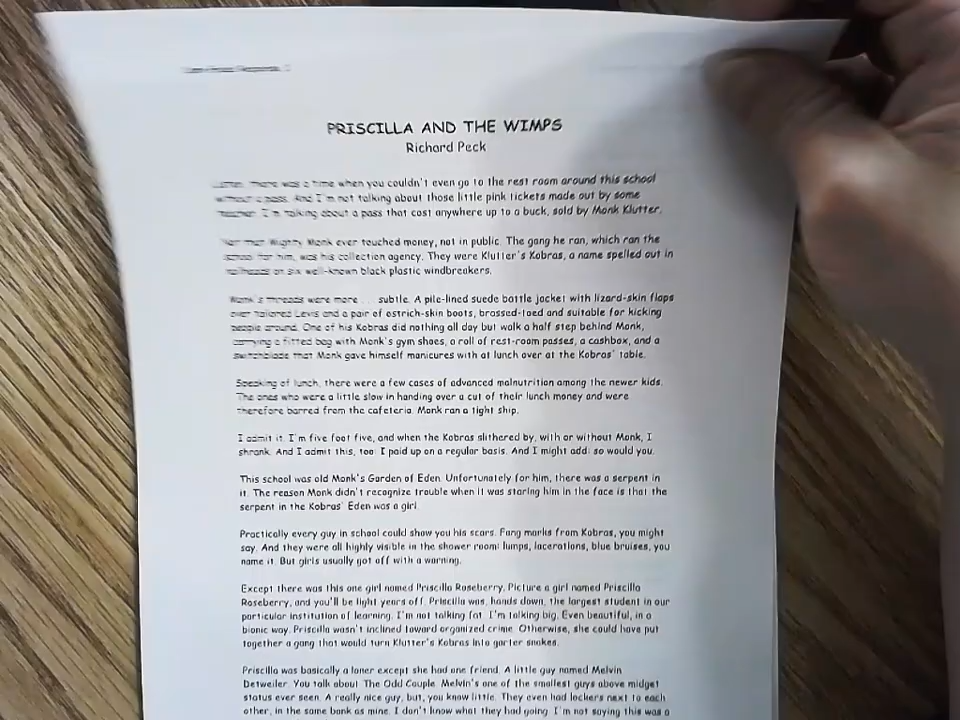 PRISCILLA AND THE WIMPS
Richard Peck
Listen, there was a time when you couldn't even go to the rest room around this school
without a pass. And I'm not talking about those little pink tickets made out by some
teacher. I'm talking about a pass that cost anywhere up to a buck, sold by Monk Klutter.
Not that Mighty Monk ever touched money, not in public. The gang he ran, which ran the
school for him, was his collection agency. They were Klutter's Kobras, a name spelled out in
nailheads on six well-known black plastic windbreakers.
Monk's threads were more . . . subtle. A pile-lined suede battle jacket with lizard-skin flaps
over tailored Levis and a pair of ostrich-skin boots, brassed-toed and suitable for kicking
people around. One of his Kobras did nothing all day but walk a half step behind Monk,
carrying a fitted bag with Monk's gym shoes, a roll of rest-room passes, a cashbox, and a
switchblade that Monk gave himself manicures with at lunch over at the Kobras' table.
Speaking of lunch, there were a few cases of advanced malnutrition among the newer kids.
The ones who were a little slow in handing over a cut of their lunch money and were
therefore barred from the cafeteria. Monk ran a tight ship.
I admit it. I'm five foot five, and when the Kobras slithered by, with or without Monk, I
shrank. And I admit this, too: I paid up on a regular basis. And I might add: so would you.
This school was old Monk's Garden of Eden. Unfortunately for him, there was a serpent in
it. The reason Monk didn't recognize trouble when it was staring him in the face is that the
serpent in the Kobras' Eden was a girl.
Practically every guy in school could show you his scars. Fang marks from Kobras, you might
say. And they were all highly visible in the shower room: lumps, lacerations, blue bruises, you
name it. But girls usually got off with a warning.
Except there was this one girl named Priscilla Roseberry. Picture a girl named Priscilla
Roseberry, and you'll be light years off. Priscilla was, hands down, the largest student in our
particular institution of learning. I'm not talking fat. I'm talking big. Even beautiful, in a
bionic way. Priscilla wasn't inclined toward organized crime. Otherwise, she could have put
together a gang that would turn Klutter's Kobras into garter snakes.
Priscilla was basically a loner except she had one friend. A little guy named Melvin
Detweiler. You talk about The Odd Couple. Melvin's one of the smallest guys above midget
status ever seen. A really nice guy, but, you know little. They even had lockers next to each
other, in the same bank as mine. I don't know what they had going. I'm not saying this was a